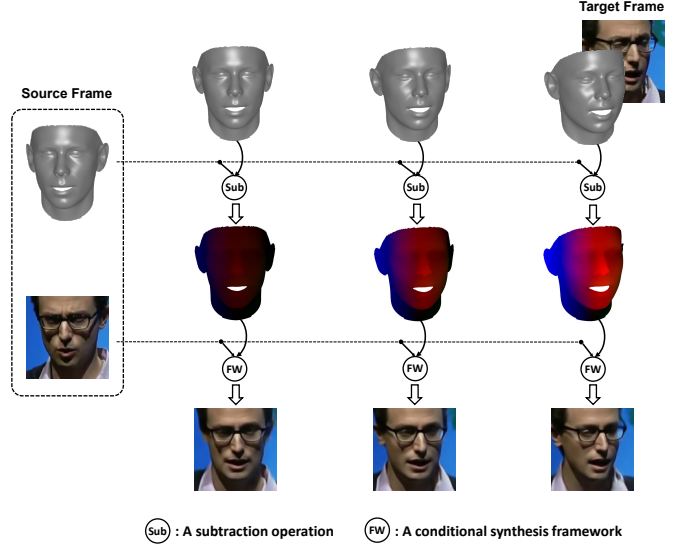 Target Frame
Source Frame
Sub
Sub
Sub
FW
FW
FW
Sub : A subtraction operation
FW : A conditional synthesis framework